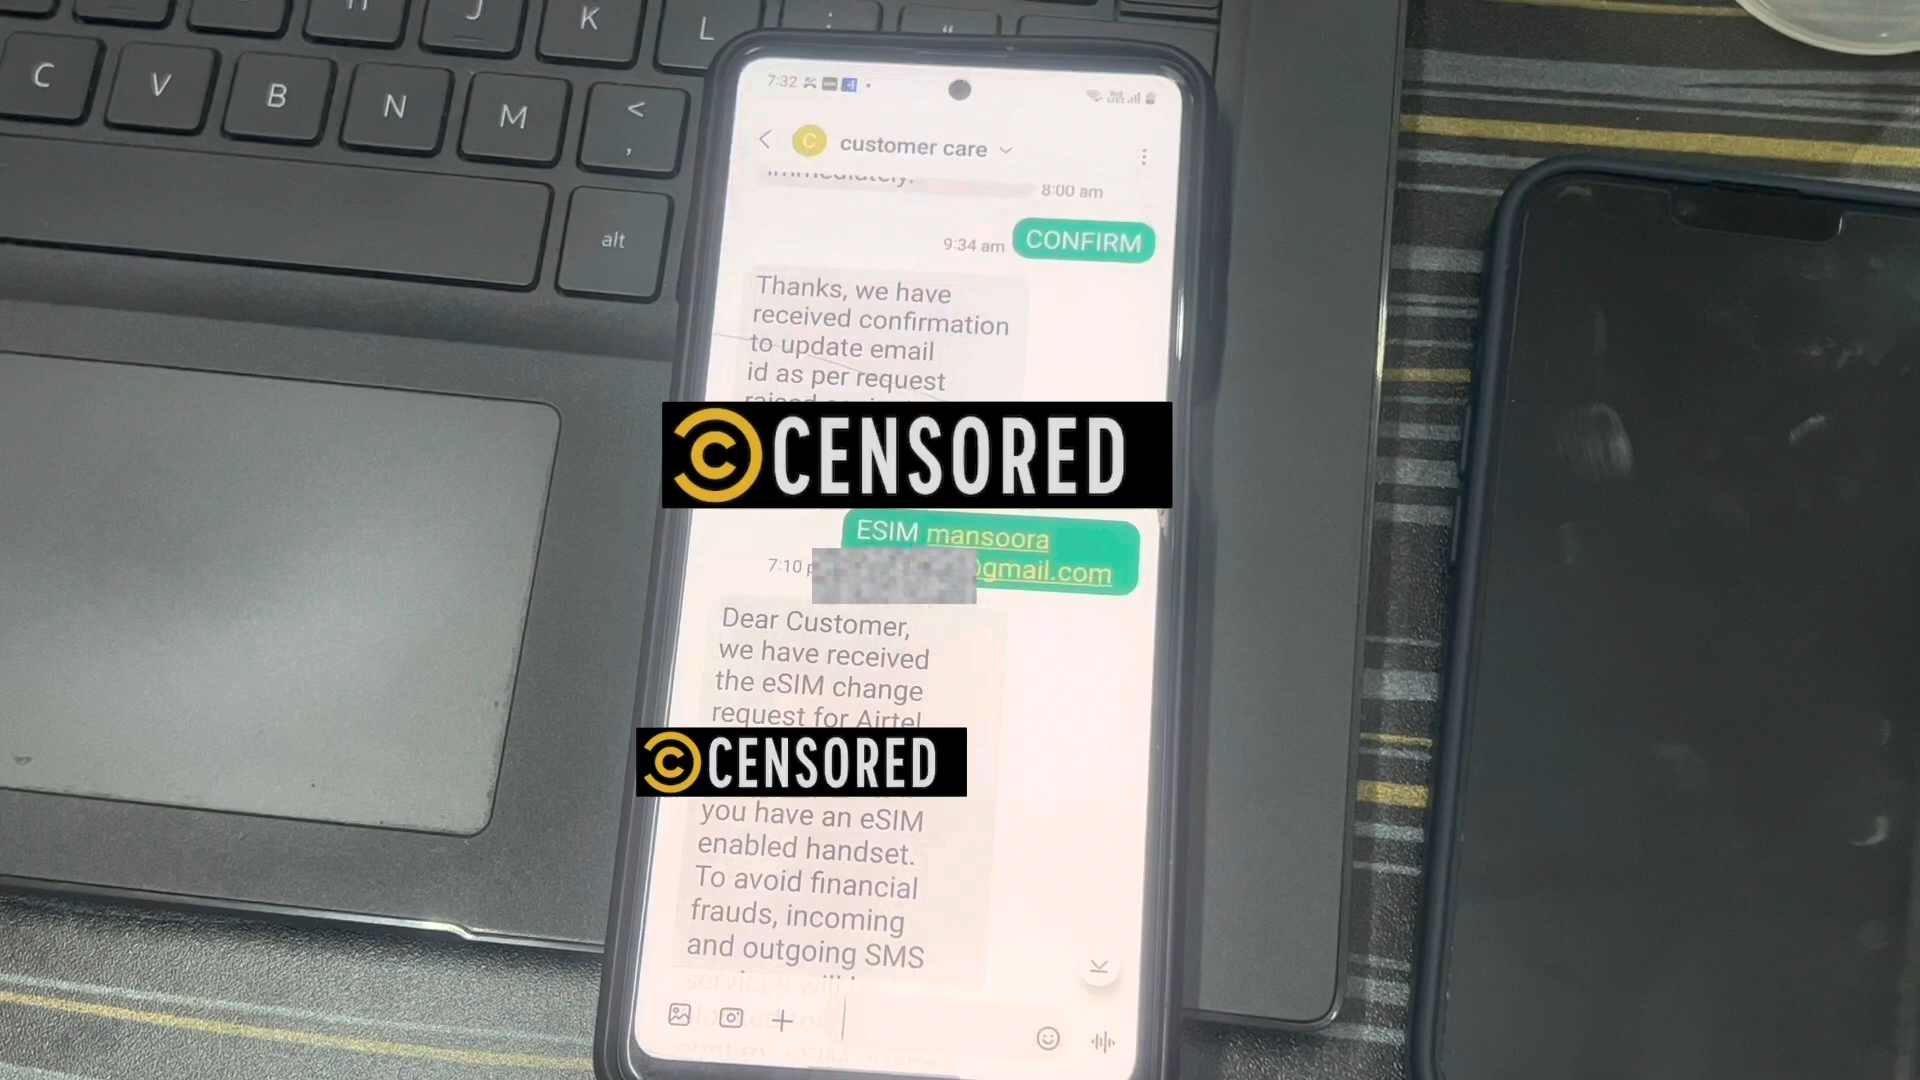 K
L
C
V
B
N
M
<
,
alt
7:32
customer care
immediately.
8:00 am
CONFIRM
9:34 am
Thanks, we have
received confirmation
to update email
id as per request
CENSORED
ESIM mansoora
@gmail.com
7:10
Dear Customer,
we have received
the eSIM change
request for Airtel
CENSORED
you have an eSIM
enabled handset.
To avoid financial
frauds, incoming
and outgoing SMS
services will